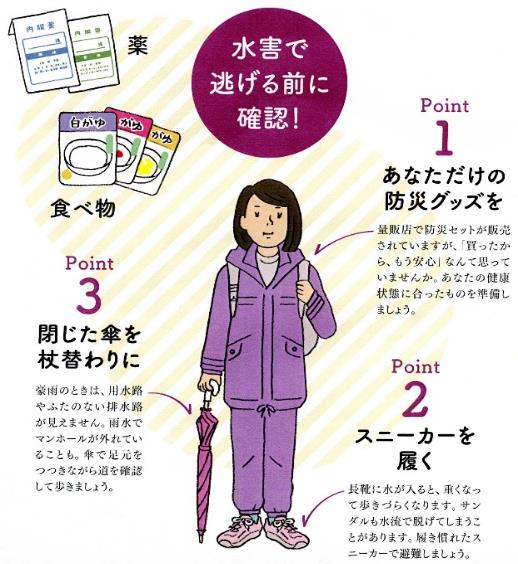 内服薬
内服薬
薬
水害で
逃げる前に
確認！
白がゆ
がゆ
がゆ
食べ物
Point
1
あなただけの
防災グッズを
量販店で防災セットが販売
されていますが、「買ったか
ら、もう安心」なんて思って
いませんか。あなたの健康
状態に合ったものを準備し
ましょう。
Point
3
閉じた傘を
杖替わりに
豪雨のときは、用水路
やふたのない排水路
が見えません。雨水で
マンホールが外れてい
ることも。傘で足元を
つつきながら道を確認
して歩きましょう。
Point
2
スニーカーを
履く
長靴に水が入ると、重くなっ
て歩きづらくなります。サン
ダルも水流で脱げてしまうこ
とがあります。履き慣れたス
ニーカーで避難しましょう。